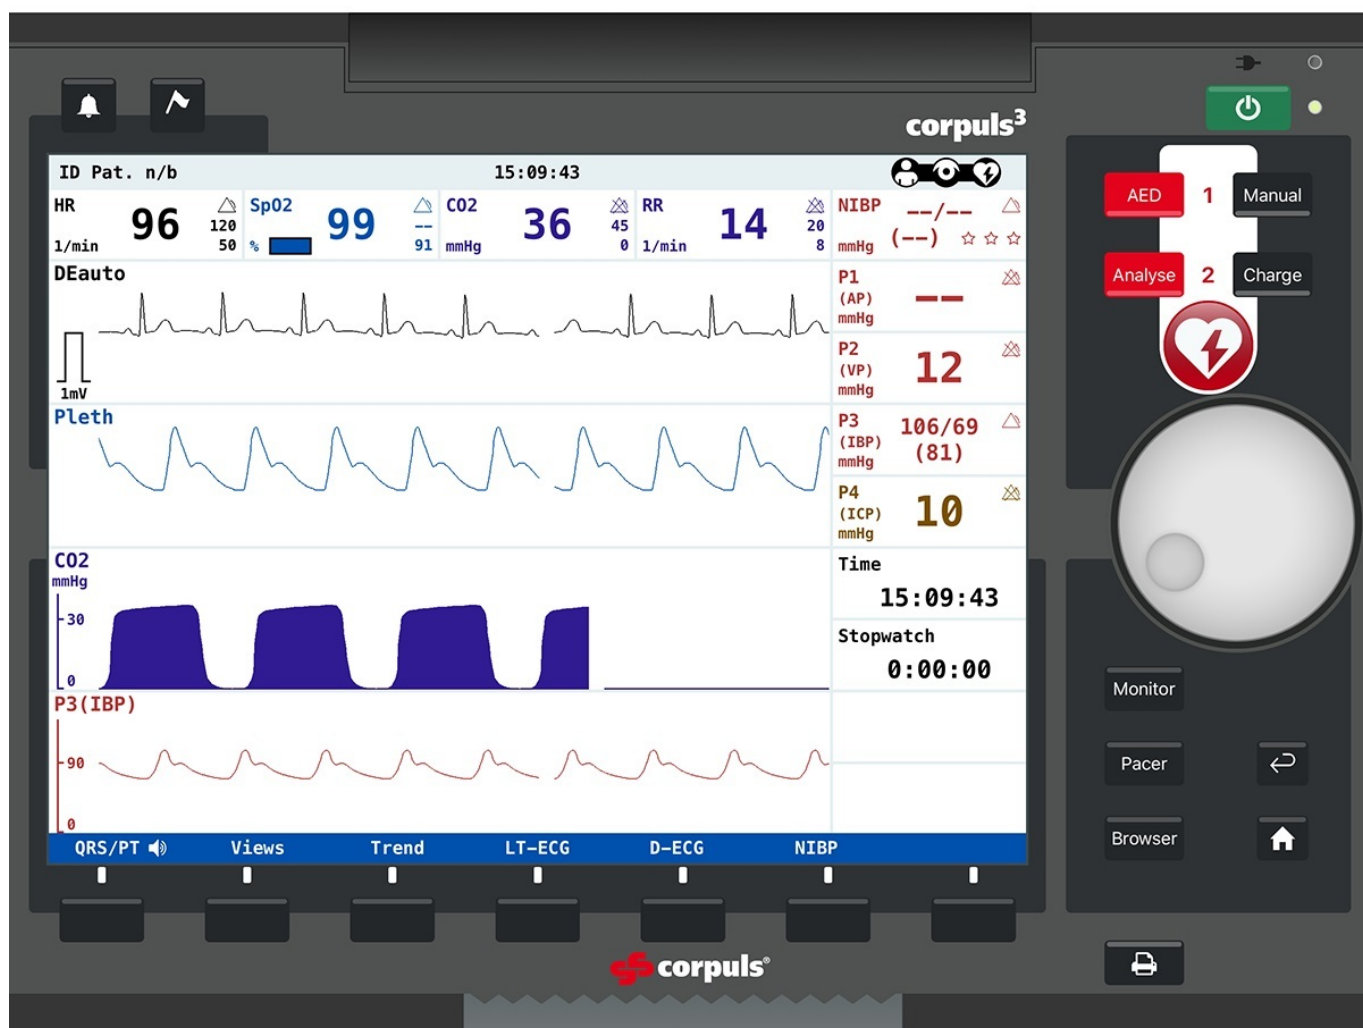 corpuls3
ID Pat. n/b 15:09:43
HR 96 120 50 1/min
SpO2 99 -- 91 %
CO2 36 45 0 mmHg
RR 14 20 8 1/min
NIBP --/-- (--) mmHg
DEauto
1mV
P1 (AP) mmHg --
P2 (VP) mmHg 12
Pleth
P3 (IBP) mmHg 106/69 (81)
P4 (ICP) mmHg 10
CO2
mmHg
30
0
Time
15:09:43
Stopwatch
0:00:00
P3(IBP)
90
0
QRS/PT Views Trend LT-ECG D-ECG NIBP
corpuls®
AED 1 Manual
Analyse 2 Charge
Monitor
Pacer
Browser